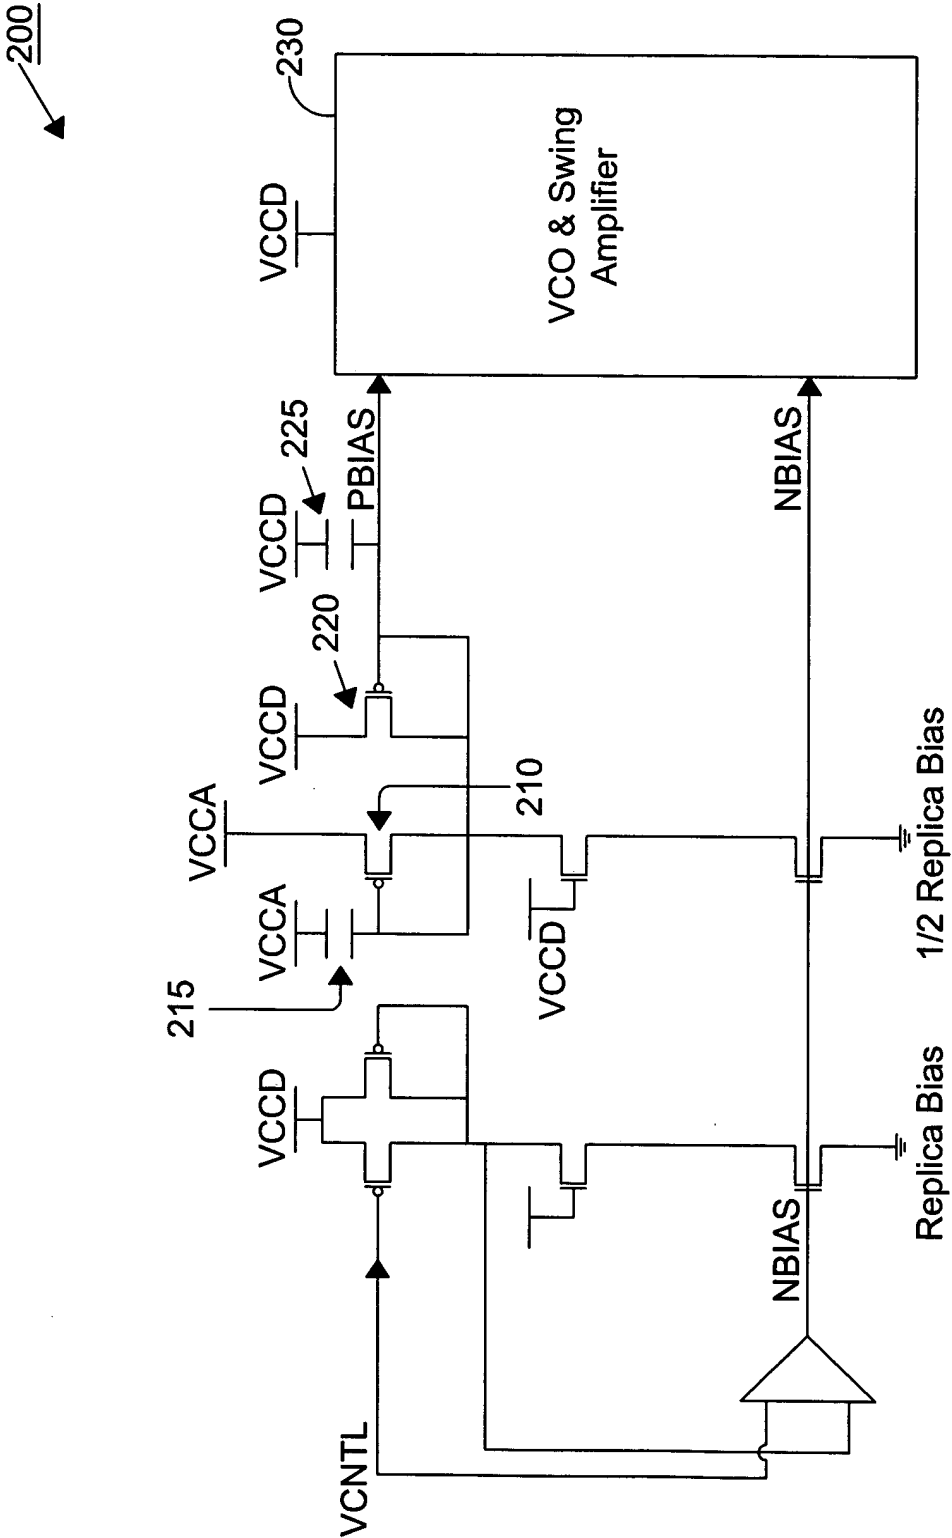 200
VCCD
230
VCO & Swing
Amplifier
VCCD
225
PBIAS
NBIAS
VCCD
220
VCCA
210
VCCA
215
VCCD
1/2 Replica Bias
VCCD
Replica Bias
NBIAS
VCNTL